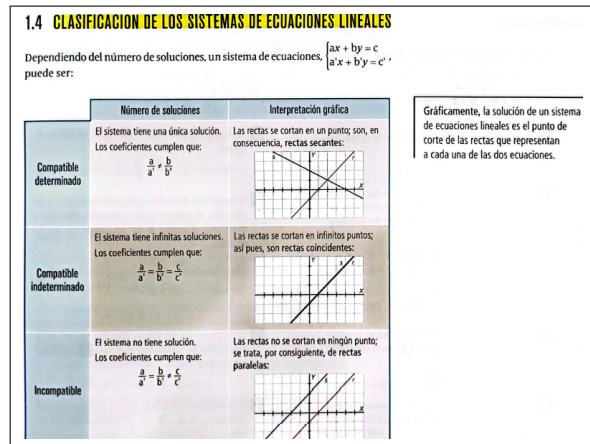 1.4 CLASIFICACION DE LOS SISTEMAS DE ECUACIONES LINEALES
Dependiendo del número de soluciones, un sistema de ecuaciones, {ax + by = c
a'x + b'y = c' ,
puede ser:
Número de soluciones
Interpretación gráfica
Compatible
determinado
El sistema tiene una única solución.
Los coeficientes cumplen que:
a/a' ≠ b/b'
Las rectas se cortan en un punto; son, en
consecuencia, rectas secantes:
s Y r
X
Compatible
indeterminado
El sistema tiene infinitas soluciones.
Los coeficientes cumplen que:
a/a' = b/b' = c/c'
Las rectas se cortan en infinitos puntos;
así pues, son rectas coincidentes:
Y s r
X
Incompatible
El sistema no tiene solución.
Los coeficientes cumplen que:
a/a' = b/b' ≠ c/c'
Las rectas no se cortan en ningún punto;
se trata, por consiguiente, de rectas
paralelas:
Y s r
X
Gráficamente, la solución de un sistema
de ecuaciones lineales es el punto de
corte de las rectas que representan
a cada una de las dos ecuaciones.